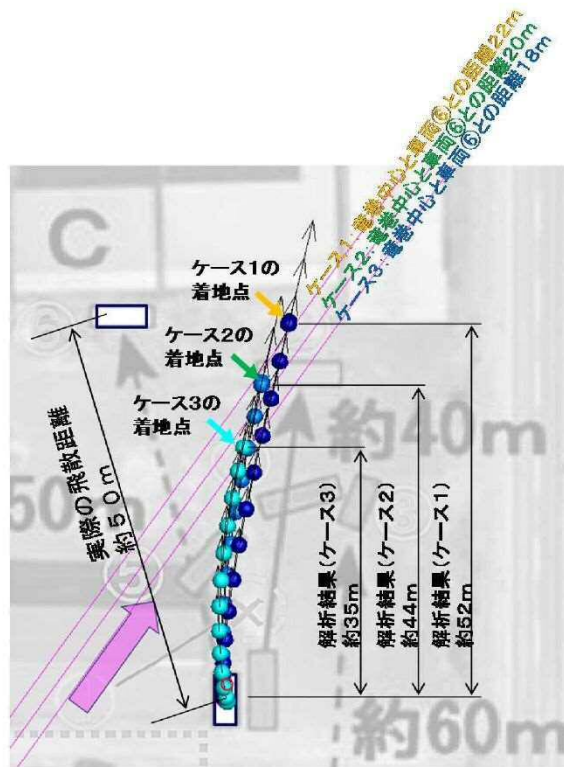 ケース1：竜巻中心と車両⑥との距離22m
ケース2：竜巻中心と車両⑥との距離20m
ケース3：竜巻中心と車両⑥との距離18m
C
ケース1の
着地点
ケース2の
着地点
ケース3の
着地点
実際の飛散距離
約50m
約40m
50m
解析結果(ケース3)
約35m
解析結果(ケース2)
約44m
解析結果(ケース1)
約52m
⑤
約60m